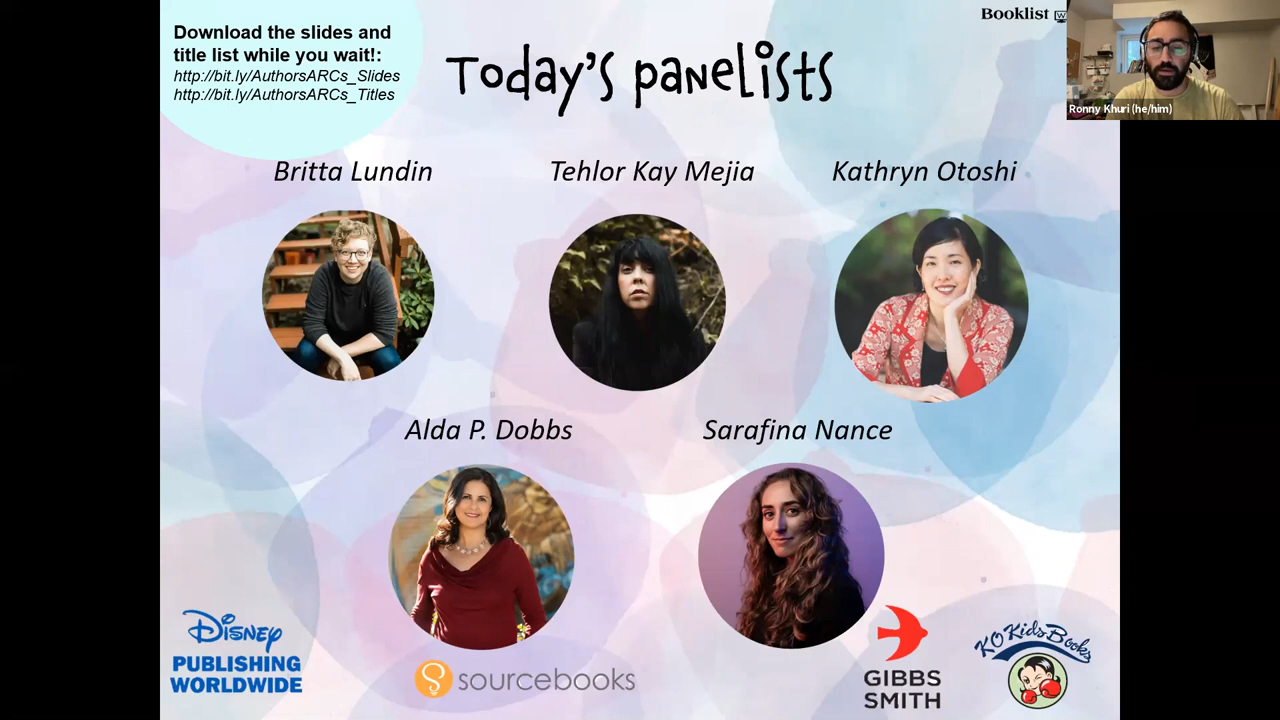 Download the slides and
title list while you wait!:
http://bit.ly/AuthorsARCs_Slides
http://bit.ly/AuthorsARCs_Titles
Today's panelists
Booklist W
Ronny Khuri (he/him)
Britta Lundin
Tehlor Kay Mejia
Kathryn Otoshi
Alda P. Dobbs
Sarafina Nance
Disney
PUBLISHING
WORLDWIDE
sourcebooks
GIBBS
SMITH
KO Kids Books